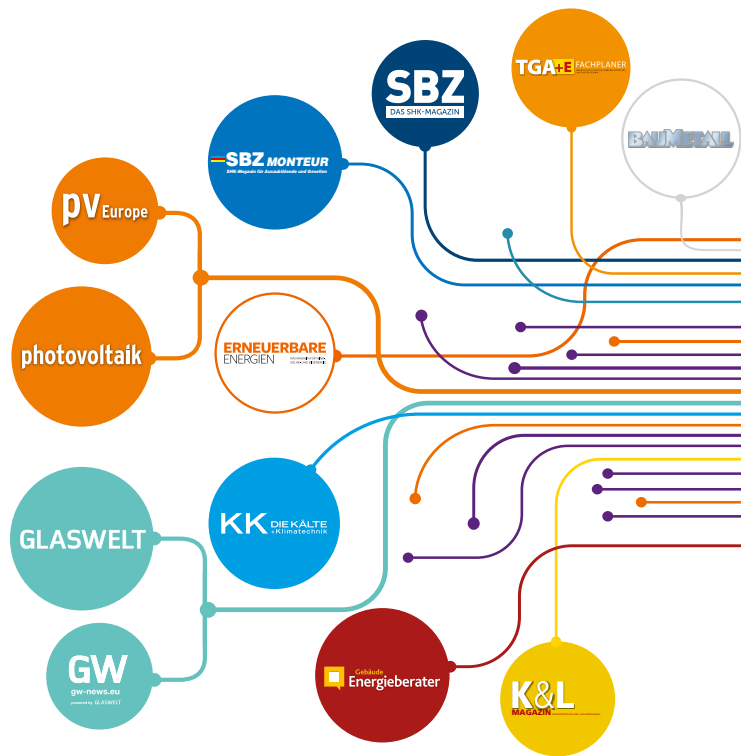 SBZ
DAS SHK-MAGAZIN
TGA+E FACHPLANER
BAUMETALL
SBZ MONTEUR
SHK-Magazin für Auszubildende und Gesellen
pv Europe
photovoltaik
ERNEUERBARE
ENERGIEN
GLASWELT
KK DIE KÄLTE
+Klimatechnik
GW
gw-news.eu
powered by GLASWELT
Gebäude
Energieberater
K&L
MAGAZIN